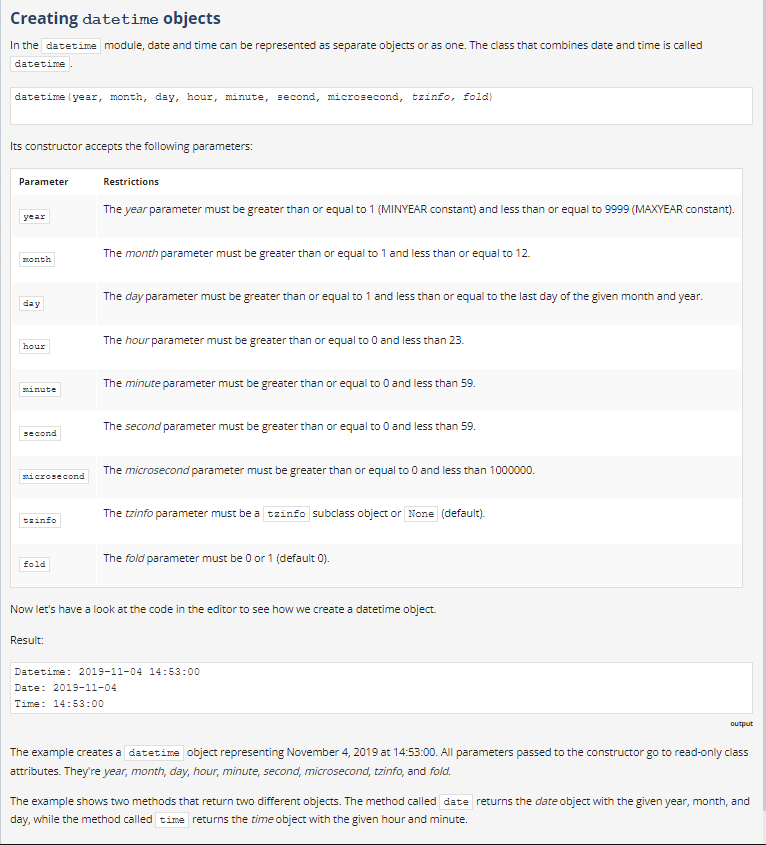 Creating datetime objects
In the datetime module, date and time can be represented as separate objects or as one. The class that combines date and time is called
datetime .
datetime(year, month, day, hour, minute, second, microsecond, tzinfo, fold)
Its constructor accepts the following parameters:
Parameter Restrictions
year The year parameter must be greater than or equal to 1 (MINYEAR constant) and less than or equal to 9999 (MAXYEAR constant).
month The month parameter must be greater than or equal to 1 and less than or equal to 12.
day The day parameter must be greater than or equal to 1 and less than or equal to the last day of the given month and year.
hour The hour parameter must be greater than or equal to 0 and less than 23.
minute The minute parameter must be greater than or equal to 0 and less than 59.
second The second parameter must be greater than or equal to 0 and less than 59.
microsecond The microsecond parameter must be greater than or equal to 0 and less than 1000000.
tzinfo The tzinfo parameter must be a tzinfo subclass object or None (default).
fold The fold parameter must be 0 or 1 (default 0).
Now let's have a look at the code in the editor to see how we create a datetime object.
Result:
Datetime: 2019-11-04 14:53:00
Date: 2019-11-04
Time: 14:53:00
output
The example creates a datetime object representing November 4, 2019 at 14:53:00. All parameters passed to the constructor go to read-only class
attributes. They're year, month, day, hour, minute, second, microsecond, tzinfo, and fold.
The example shows two methods that return two different objects. The method called date returns the date object with the given year, month, and
day, while the method called time returns the time object with the given hour and minute.